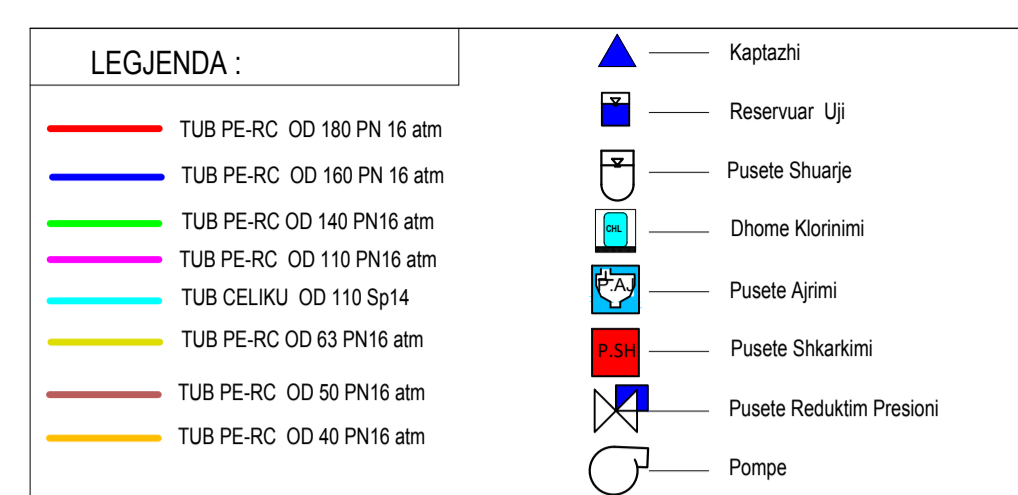 LEGJENDA :
TUB PE-RC OD 180 PN 16 atm
TUB PE-RC OD 160 PN 16 atm
TUB PE-RC OD 140 PN16 atm
TUB PE-RC OD 110 PN16 atm
TUB CELIKU OD 110 Sp14
TUB PE-RC OD 63 PN16 atm
TUB PE-RC OD 50 PN16 atm
TUB PE-RC OD 40 PN16 atm
Kaptazhi
Reservuar Uji
Pusete Shuarje
CHL
Dhome Klorinimi
P.AJ
Pusete Ajrimi
P.SH
Pusete Shkarkimi
Pusete Reduktim Presioni
Pompe